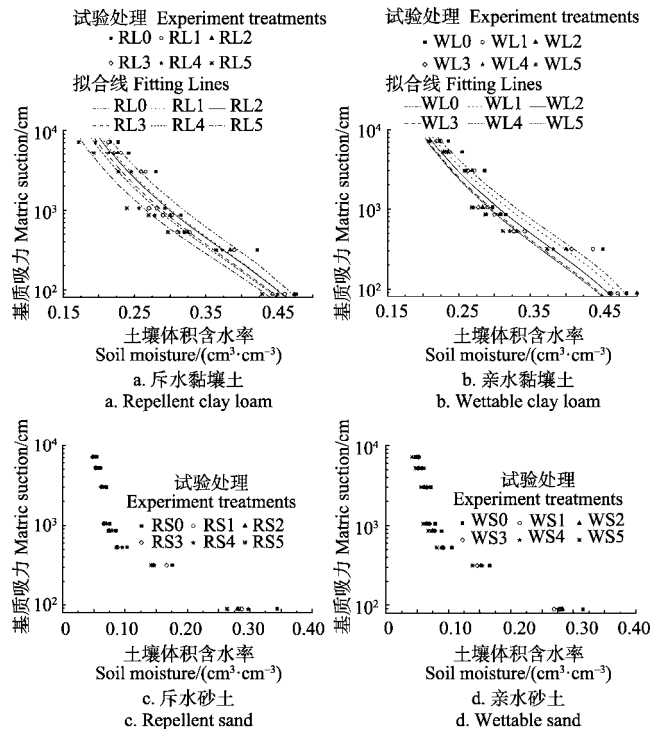 试验处理 Experiment treatments
RL0 RL1 RL2
RL3 RL4 RL5
拟合线 Fitting Lines
RL0 RL1 RL2
RL3 RL4 RL5
基质吸力 Matric suction/cm
10⁴
10³
10²
0.15 0.25 0.35 0.45
土壤体积含水率
Soil moisture/(cm³·cm⁻³)
a. 斥水黏壤土
a. Repellent clay loam
试验处理 Experiment treatments
WL0 WL1 WL2
WL3 WL4 WL5
拟合线 Fitting Lines
WL0 WL1 WL2
WL3 WL4 WL5
基质吸力 Matric suction/cm
10⁴
10³
10²
0.15 0.25 0.35 0.45 0.50
土壤体积含水率
Soil moisture/(cm³·cm⁻³)
b. 亲水黏壤土
b. Wettable clay loam
基质吸力 Matric suction/cm
10⁴
10³
10²
试验处理
Experiment treatments
RS0 RS1 RS2
RS3 RS4 RS5
0 0.10 0.20 0.30 0.40
土壤体积含水率
Soil moisture/(cm³·cm⁻³)
c. 斥水砂土
c. Repellent sand
基质吸力 Matric suction/cm
10⁴
10³
10²
试验处理
Experiment treatments
WS0 WS1 WS2
WS3 WS4 WS5
0 0.10 0.20 0.30 0.40
土壤体积含水率
Soil moisture/(cm³·cm⁻³)
d. 亲水砂土
d. Wettable sand